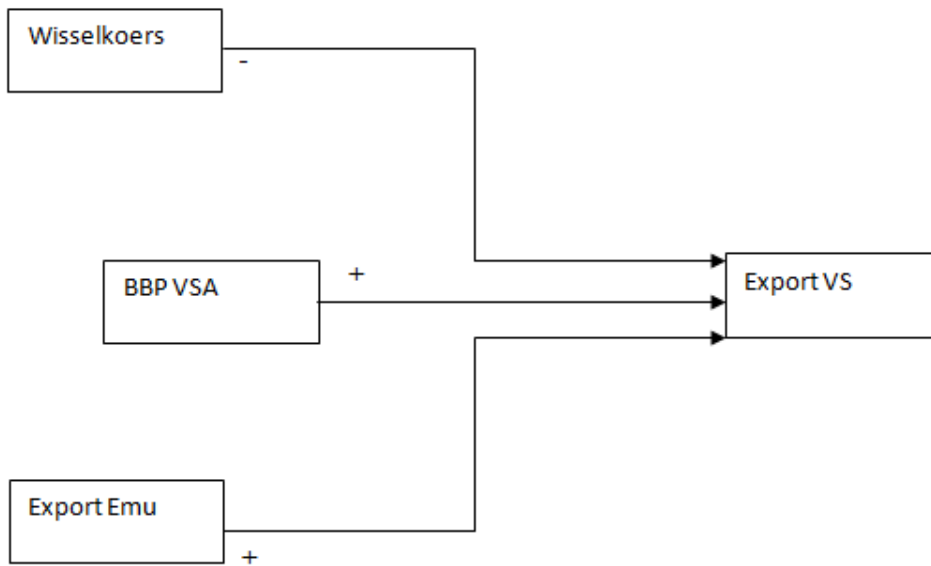 Wisselkoers
-
BBP VSA
+
Export VS
Export Emu
+